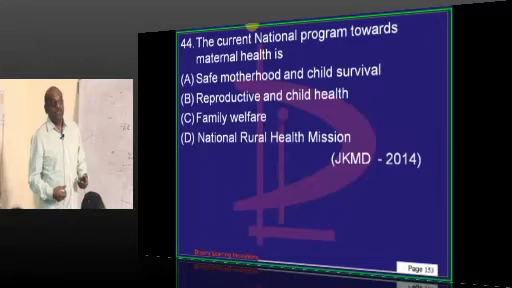 44. The current National program towards
maternal health is
(A) Safe motherhood and child survival
(B) Reproductive and child health
(C) Family welfare
(D) National Rural Health Mission
(JKMD - 2014)
Page 153